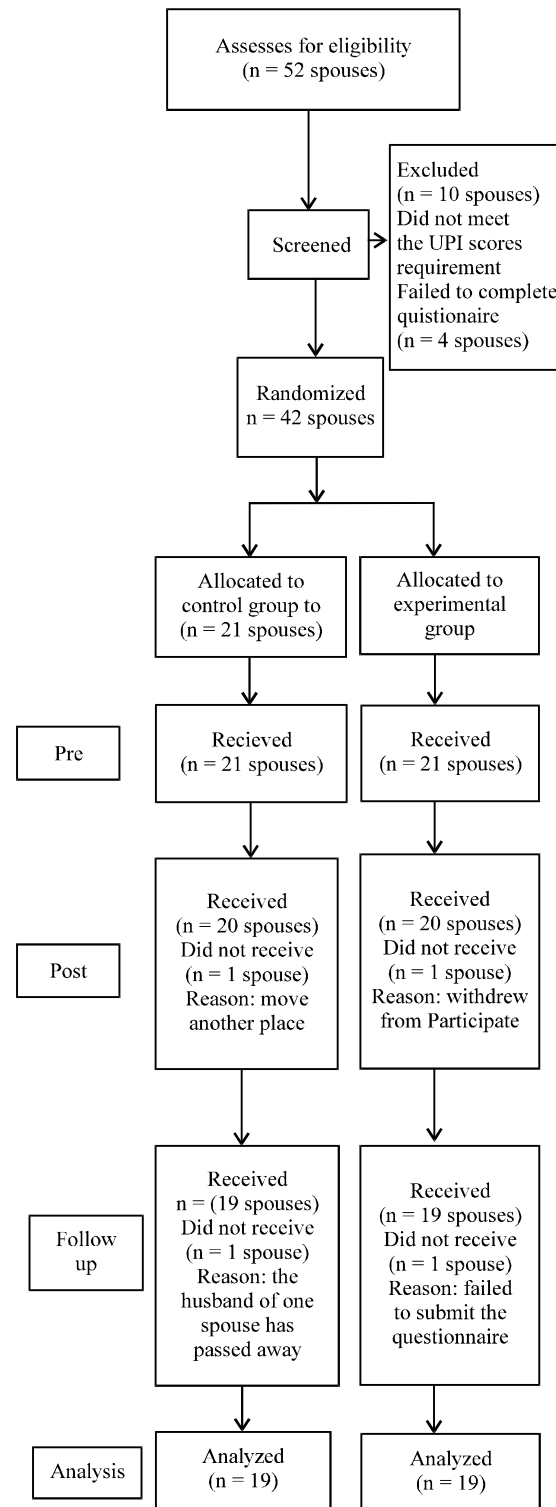 Assesses for eligibility
(n = 52 spouses)
Excluded
(n = 10 spouses)
Did not meet
the UPI scores
requirement
Failed to complete
quistionaire
(n = 4 spouses)
Screened
Randomized
n = 42 spouses
Allocated to
control group to
(n = 21 spouses)
Allocated to
experimental
group
Pre
Recieved
(n = 21 spouses)
Received
(n = 21 spouses)
Post
Received
(n = 20 spouses)
Did not receive
(n = 1 spouse)
Reason: move
another place
Received
(n = 20 spouses)
Did not receive
(n = 1 spouse)
Reason: withdrew
from Participate
Follow
up
Received
n = (19 spouses)
Did not receive
(n = 1 spouse)
Reason: the
husband of one
spouse has
passed away
Received
(n = 19 spouses)
Did not receive
(n = 1 spouse)
Reason: failed
to submit the
questionnaire
Analysis
Analyzed
(n = 19)
Analyzed
(n = 19)